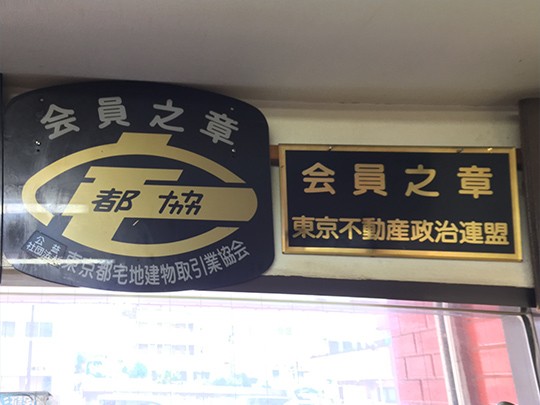 会員之章
都協
公益社団法人 東京都宅地建物取引業協会
会員之章
東京不動産政治連盟